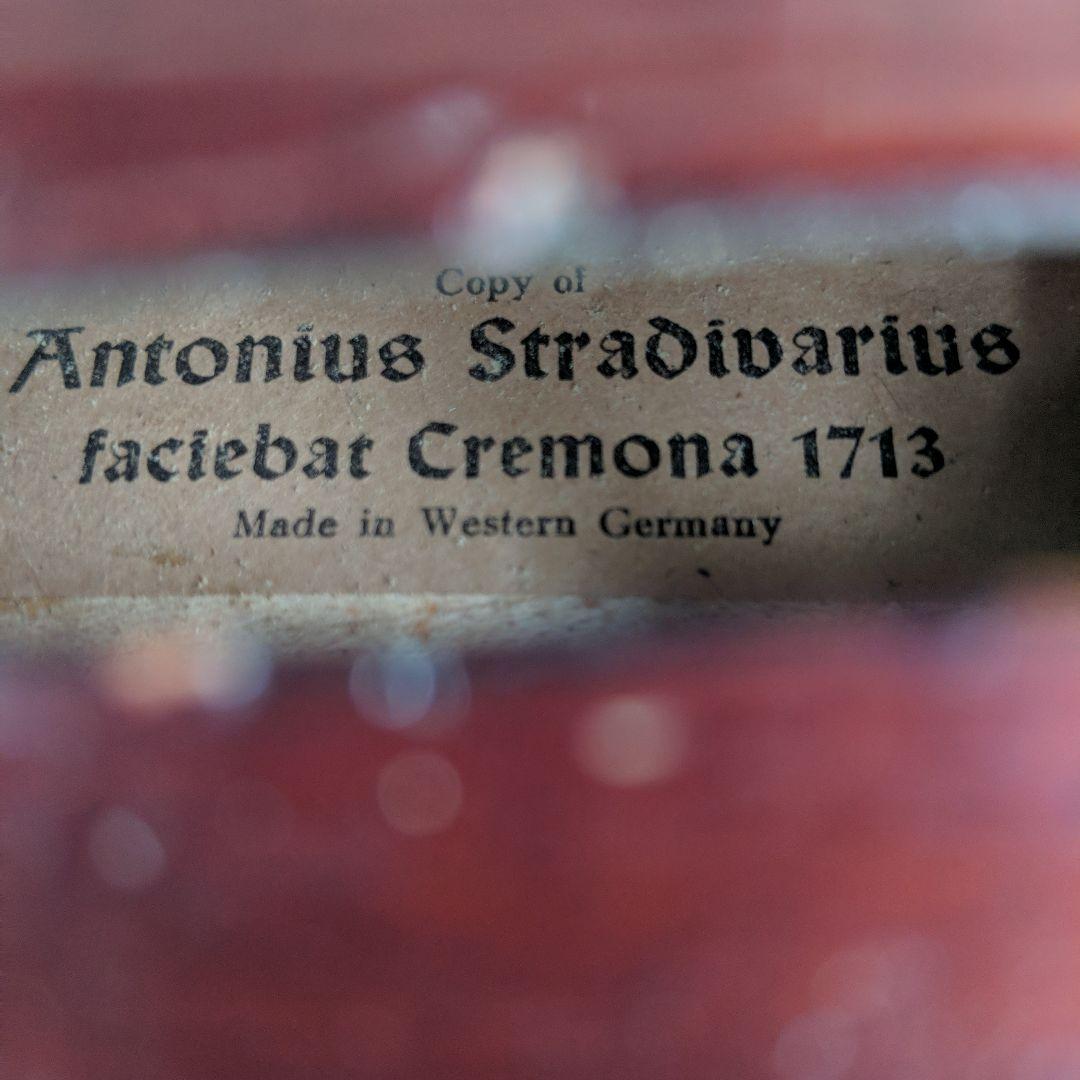 Copy of
Antonius Stradivarius
faciebat Cremona 1713
Made in Western Germany